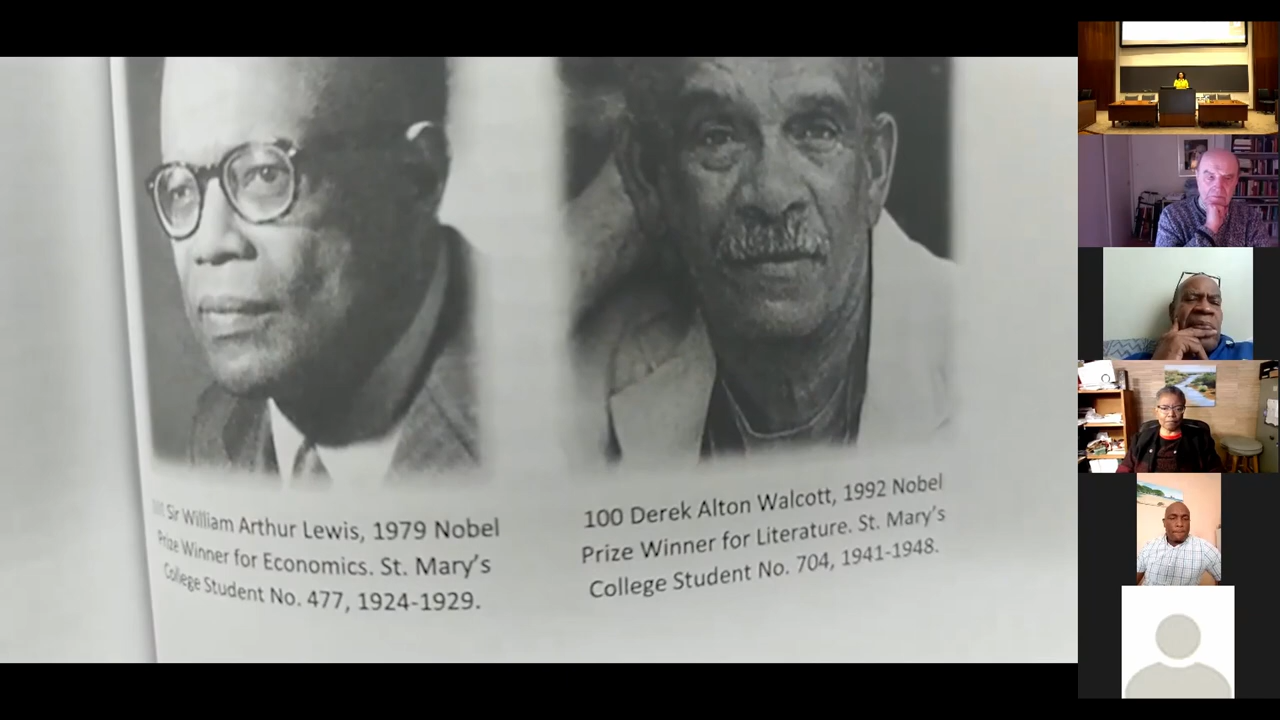 Sir William Arthur Lewis, 1979 Nobel
Prize Winner for Economics. St. Mary's
College Student No. 477, 1924-1929.
100 Derek Alton Walcott, 1992 Nobel
Prize Winner for Literature. St. Mary's
College Student No. 704, 1941-1948.